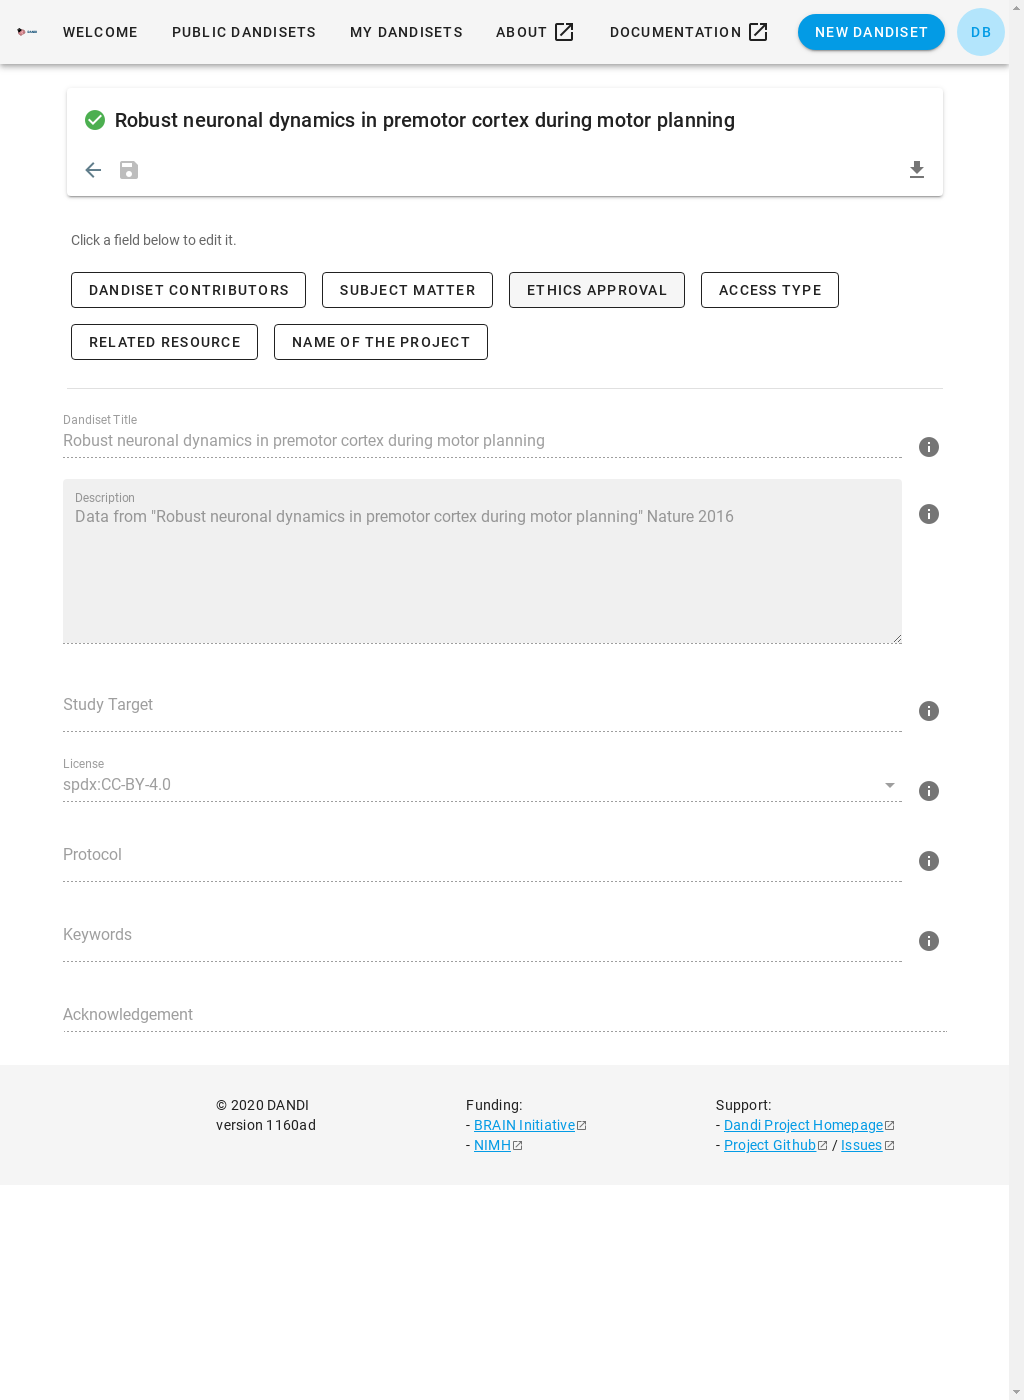 WELCOME PUBLIC DANDISETS MY DANDISETS ABOUT DOCUMENTATION NEW DANDISET DB
Robust neuronal dynamics in premotor cortex during motor planning
Click a field below to edit it.
DANDISET CONTRIBUTORS SUBJECT MATTER ETHICS APPROVAL ACCESS TYPE
RELATED RESOURCE NAME OF THE PROJECT
Dandiset Title
Robust neuronal dynamics in premotor cortex during motor planning
Description
Data from "Robust neuronal dynamics in premotor cortex during motor planning" Nature 2016
Study Target
License
spdx:CC-BY-4.0
Protocol
Keywords
Acknowledgement
© 2020 DANDI
version 1160ad
Funding:
- BRAIN Initiative
- NIMH
Support:
- Dandi Project Homepage
- Project Github / Issues